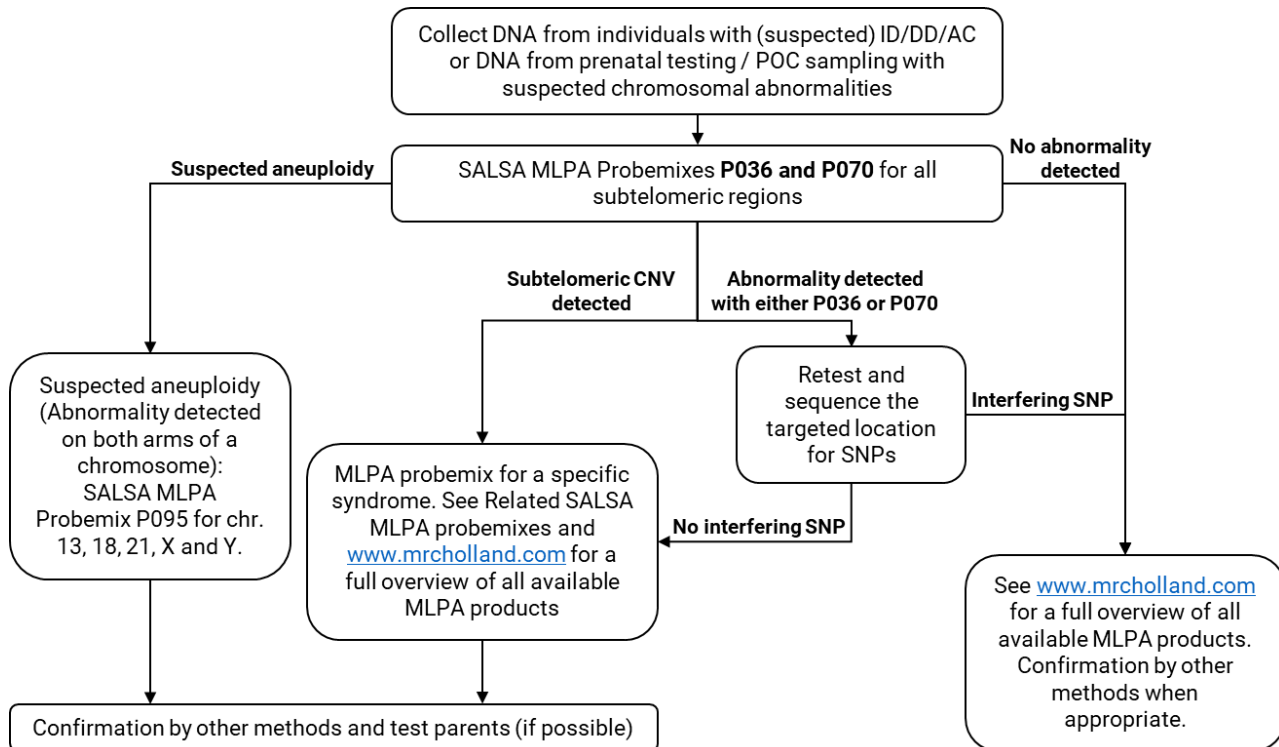 Collect DNA from individuals with (suspected) ID/DD/AC
or DNA from prenatal testing / POC sampling with
suspected chromosomal abnormalities
Suspected aneuploidy
SALSA MLPA Probemixes P036 and P070 for all
subtelomeric regions
No abnormality
detected
Subtelomeric CNV
detected
Abnormality detected
with either P036 or P070
Suspected aneuploidy
(Abnormality detected
on both arms of a
chromosome):
SALSA MLPA
Probemix P095 for chr.
13, 18, 21, X and Y.
Retest and
sequence the
targeted location
for SNPs
Interfering SNP
MLPA probemix for a specific
syndrome. See Related SALSA
MLPA probemixes and
www.mrcholland.com for a
full overview of all available
MLPA products
No interfering SNP
See www.mrcholland.com
for a full overview of all
available MLPA products.
Confirmation by other
methods when
appropriate.
Confirmation by other methods and test parents (if possible)